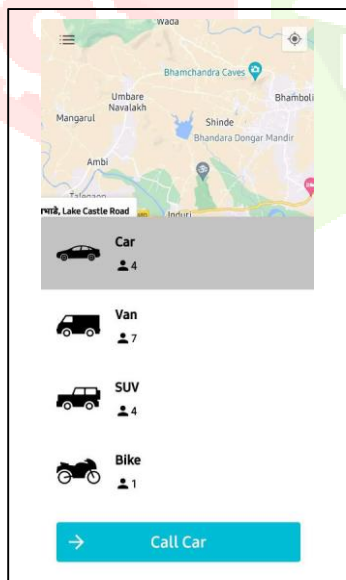 Wada
Bhamchandra Caves
Umbare
Navalakh
Bhamboli
Mangarul
Shinde
Bhandara Dongar Mandir
Ambi
Talegaon
Lake Castle Road
Induri
Car
4
Van
7
SUV
4
Bike
1
Call Car